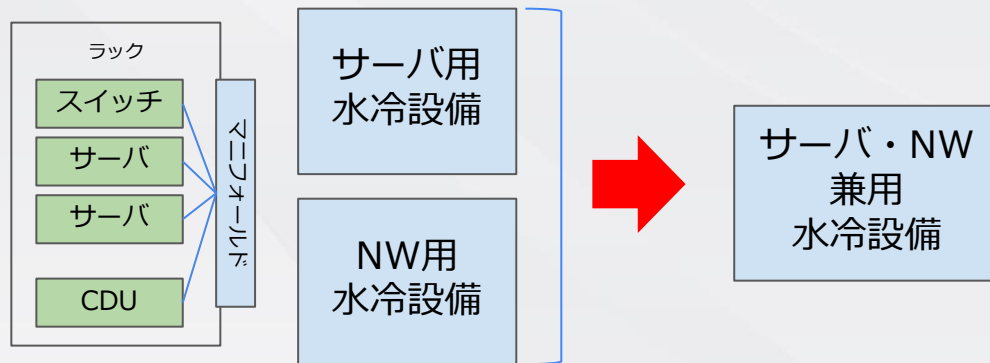 ラック
スイッチ
サーバ
サーバ
CDU
マニフォールド
サーバ用
水冷設備
NW用
水冷設備
サーバ・NW
兼用
水冷設備